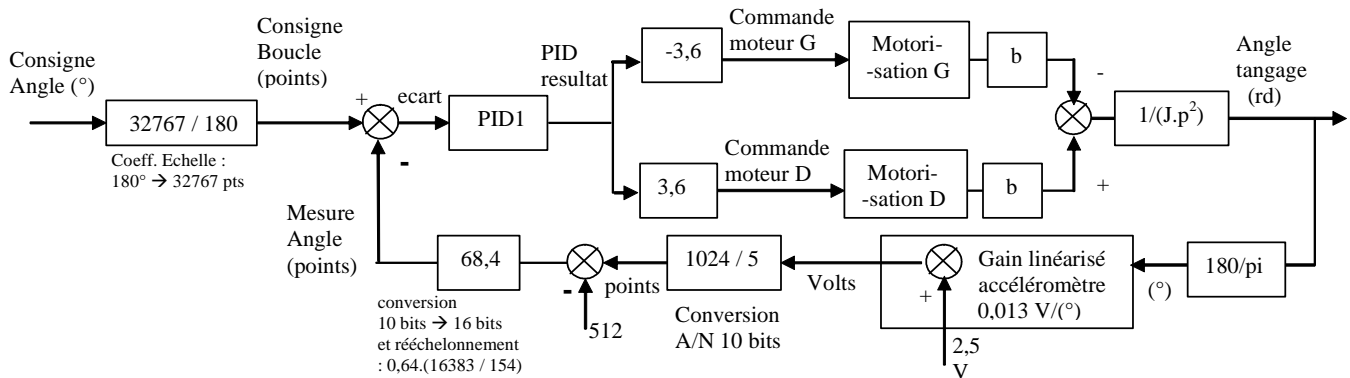 Consigne
Angle (°)
32767 / 180
Coeff. Echelle :
180° → 32767 pts
Consigne
Boucle
(points)
+
-
ecart
PID1
PID
resultat
-3,6
Commande
moteur G
Motori-
-sation G
b
-
3,6
Commande
moteur D
Motori-
-sation D
b
+
1/(J.p²)
Angle
tangage
(rd)
Mesure
Angle
(points)
68,4
conversion
10 bits → 16 bits
et rééchelonnement
: 0,64.(16383 / 154)
-
512
points
1024 / 5
Conversion
A/N 10 bits
Volts
+
2,5
V
Gain linéarisé
accéléromètre
0,013 V/(°)
(°)
180/pi